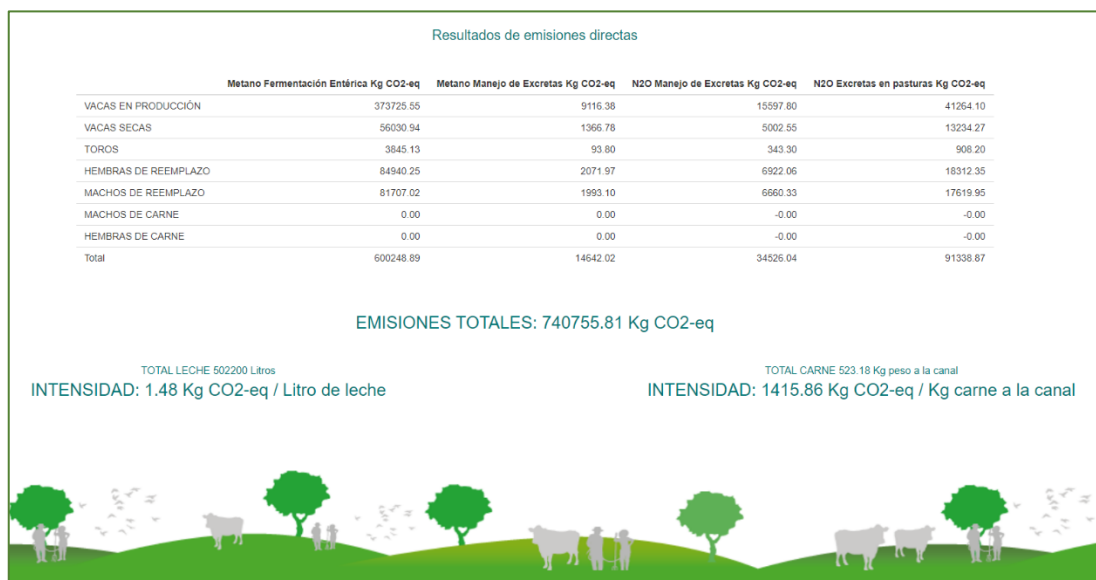 Resultados de emisiones directas
Metano Fermentación Entérica Kg CO2-eq Metano Manejo de Excretas Kg CO2-eq N2O Manejo de Excretas Kg CO2-eq N2O Excretas en pasturas Kg CO2-eq
VACAS EN PRODUCCIÓN 373725.55 9116.38 15597.80 41264.10
VACAS SECAS 56030.94 1366.78 5002.55 13234.27
TOROS 3845.13 93.80 343.30 908.20
HEMBRAS DE REEMPLAZO 84940.25 2071.97 6922.06 18312.35
MACHOS DE REEMPLAZO 81707.02 1993.10 6660.33 17619.95
MACHOS DE CARNE 0.00 0.00 -0.00 -0.00
HEMBRAS DE CARNE 0.00 0.00 -0.00 -0.00
Total 600248.89 14642.02 34526.04 91338.87
EMISIONES TOTALES: 740755.81 Kg CO2-eq
TOTAL LECHE 502200 Litros
INTENSIDAD: 1.48 Kg CO2-eq / Litro de leche
TOTAL CARNE 523.18 Kg peso a la canal
INTENSIDAD: 1415.86 Kg CO2-eq / Kg carne a la canal